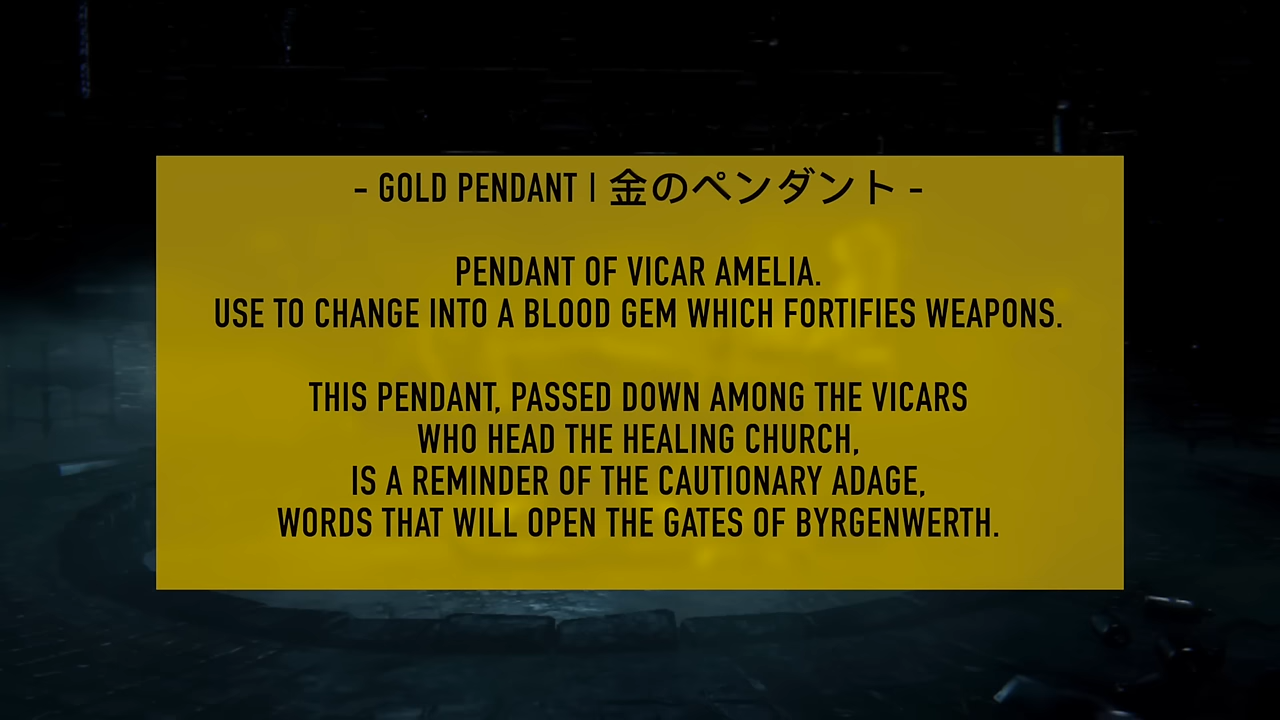 - GOLD PENDANT | 金のペンダント -
PENDANT OF VICAR AMELIA.
USE TO CHANGE INTO A BLOOD GEM WHICH FORTIFIES WEAPONS.
THIS PENDANT, PASSED DOWN AMONG THE VICARS
WHO HEAD THE HEALING CHURCH,
IS A REMINDER OF THE CAUTIONARY ADAGE,
WORDS THAT WILL OPEN THE GATES OF BYRGENWERTH.